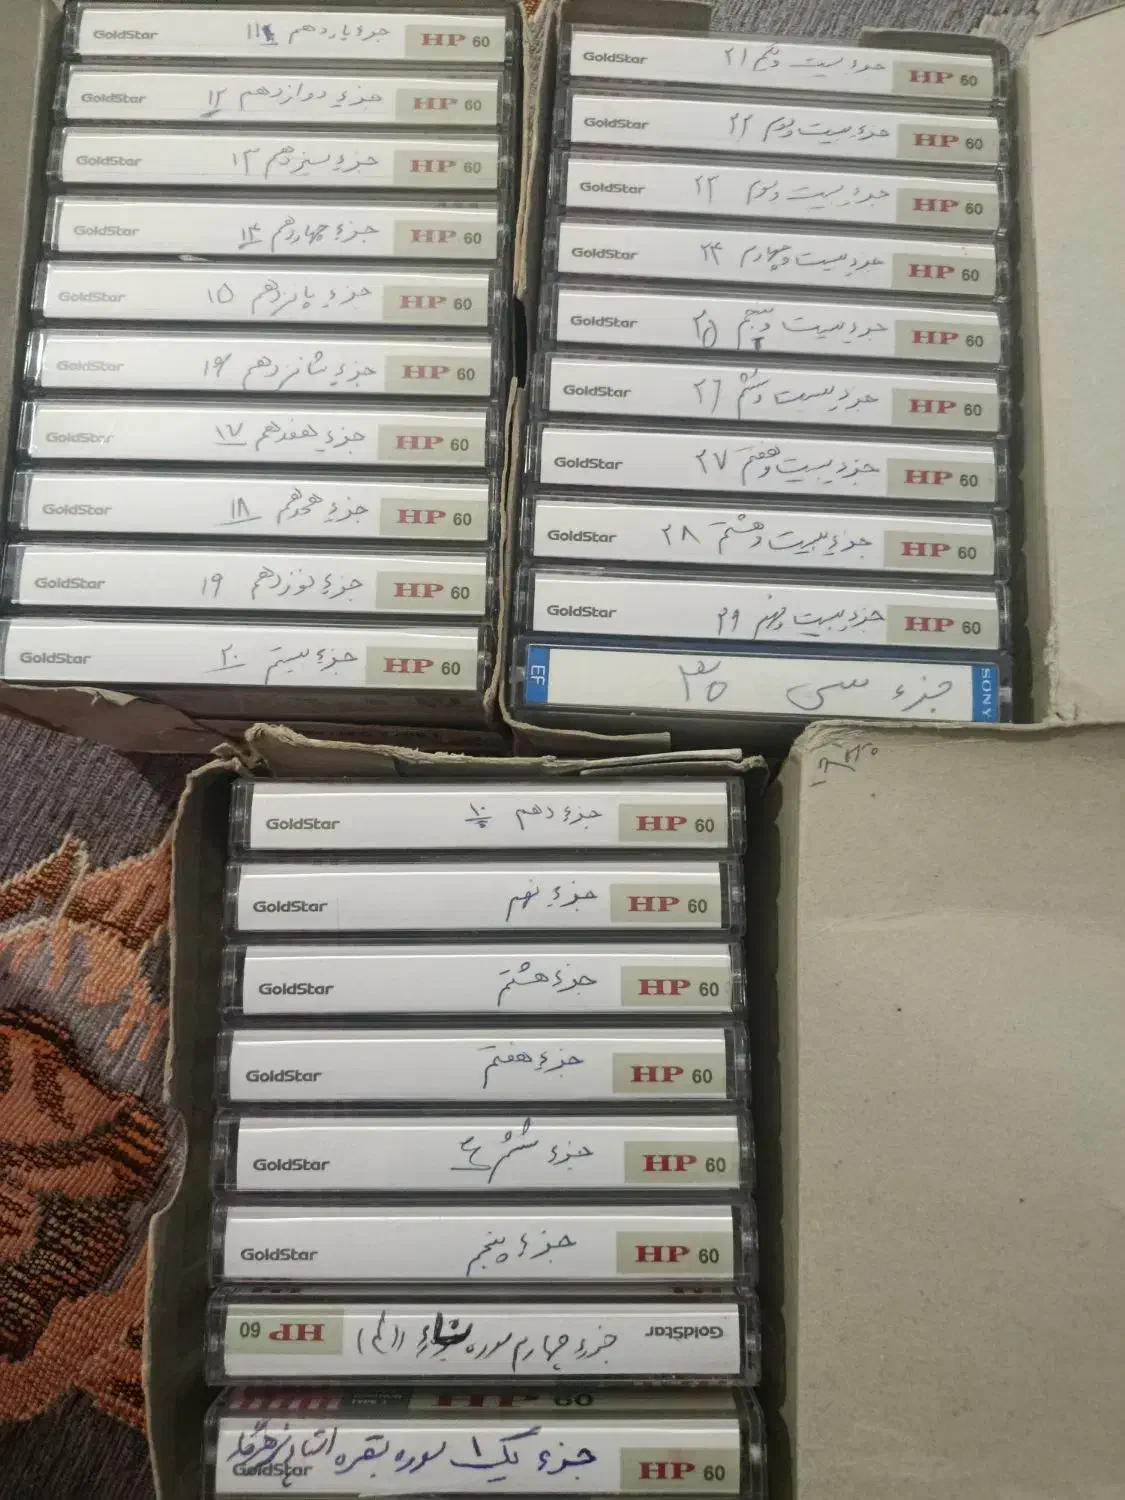 GoldStar جزء یازدهم ۱۱ HP 60
GoldStar جزءِ دوازدهم ۱۲ HP 60
GoldStar جزءِ سیزدهم ۱۳ HP 60
GoldStar جزءِ چهاردهم ۱۴ HP 60
GoldStar جزءِ پانزدهم ۱۵ HP 60
GoldStar جزءِ شانزدهم ۱۶ HP 60
GoldStar جزءِ هفدهم ۱۷ HP 60
GoldStar جزءِ هجدهم ۱۸ HP 60
GoldStar جزءِ نوزدهم ۱۹ HP 60
GoldStar جزءِ بیستم ۲۰ HP 60
GoldStar جزء بیست و یکم ۲۱ HP 60
GoldStar جزء بیست و دوم ۲۲ HP 60
GoldStar جزء بیست و سوم ۲۳ HP 60
GoldStar جزء بیست و چهارم ۲۴ HP 60
GoldStar جزء بیست و پنجم ۲۵ HP 60
GoldStar جزء بیست و ششم ۲۶ HP 60
GoldStar جزء بیست و هفتم ۲۷ HP 60
GoldStar جزءِ بیست و هشتم ۲۸ HP 60
GoldStar جزء بیست و نهم ۲۹ HP 60
EF جزء سی ۳۰ SONY
GoldStar جزءِ دهم ۱۰ HP 60
GoldStar جزءِ نهم HP 60
GoldStar جزءِ هشتم HP 60
GoldStar جزءِ هفتم HP 60
GoldStar جزءِ ششم ۶ HP 60
GoldStar جزءِ پنجم HP 60
HP 60 جزءِ چهارم سوره نساء GoldStar
HP 60
GoldStar جزء یک ۱ سوره بقره HP 60